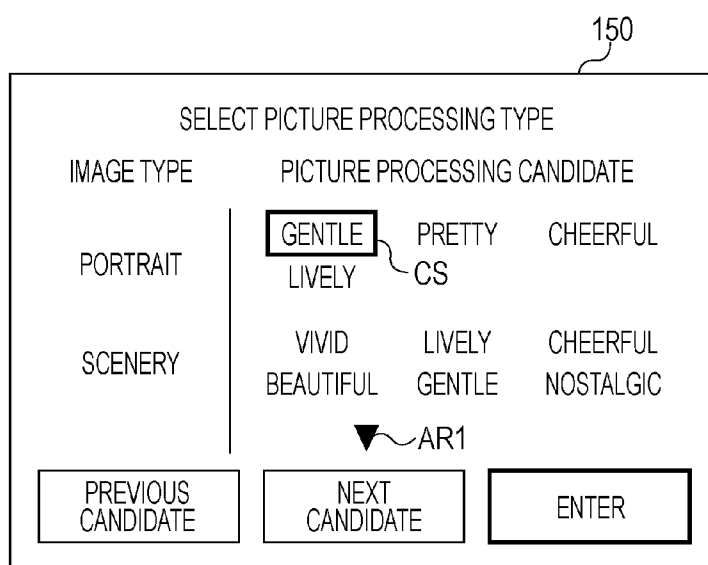 150
SELECT PICTURE PROCESSING TYPE
IMAGE TYPE PICTURE PROCESSING CANDIDATE
PORTRAIT
GENTLE PRETTY CHEERFUL
LIVELY CS
SCENERY
VIVID LIVELY CHEERFUL
BEAUTIFUL GENTLE NOSTALGIC
AR1
PREVIOUS
CANDIDATE
NEXT
CANDIDATE
ENTER